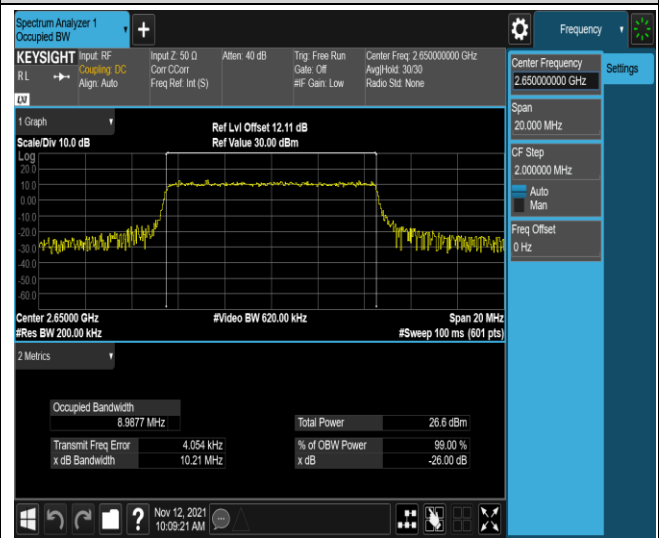 Spectrum Analyzer 1
Occupied BW
Frequency
KEYSIGHT Input: RF Input Z: 50 Ω Atten: 40 dB Trig: Free Run Center Freq: 2.650000000 GHz
RL Coupling: DC Corr CCorr Gate: Off Avg|Hold: 30/30
Align: Auto Freq Ref: Int (S) #IF Gain: Low Radio Std: None
Center Frequency
2.650000000 GHz
Settings
Span
20.000 MHz
CF Step
2.000000 MHz
Auto
Man
Freq Offset
0 Hz
1 Graph
Ref Lvl Offset 12.11 dB
Scale/Div 10.0 dB Ref Value 30.00 dBm
Log
20.0
10.0
0.00
-10.0
-20.0
-30.0
-40.0
-50.0
-60.0
Center 2.65000 GHz #Video BW 620.00 kHz Span 20 MHz
#Res BW 200.00 kHz #Sweep 100 ms (601 pts)
2 Metrics
Occupied Bandwidth
8.9877 MHz
Total Power 26.6 dBm
Transmit Freq Error 4.054 kHz % of OBW Power 99.00 %
x dB Bandwidth 10.21 MHz x dB -26.00 dB
Nov 12, 2021
10:09:21 AM